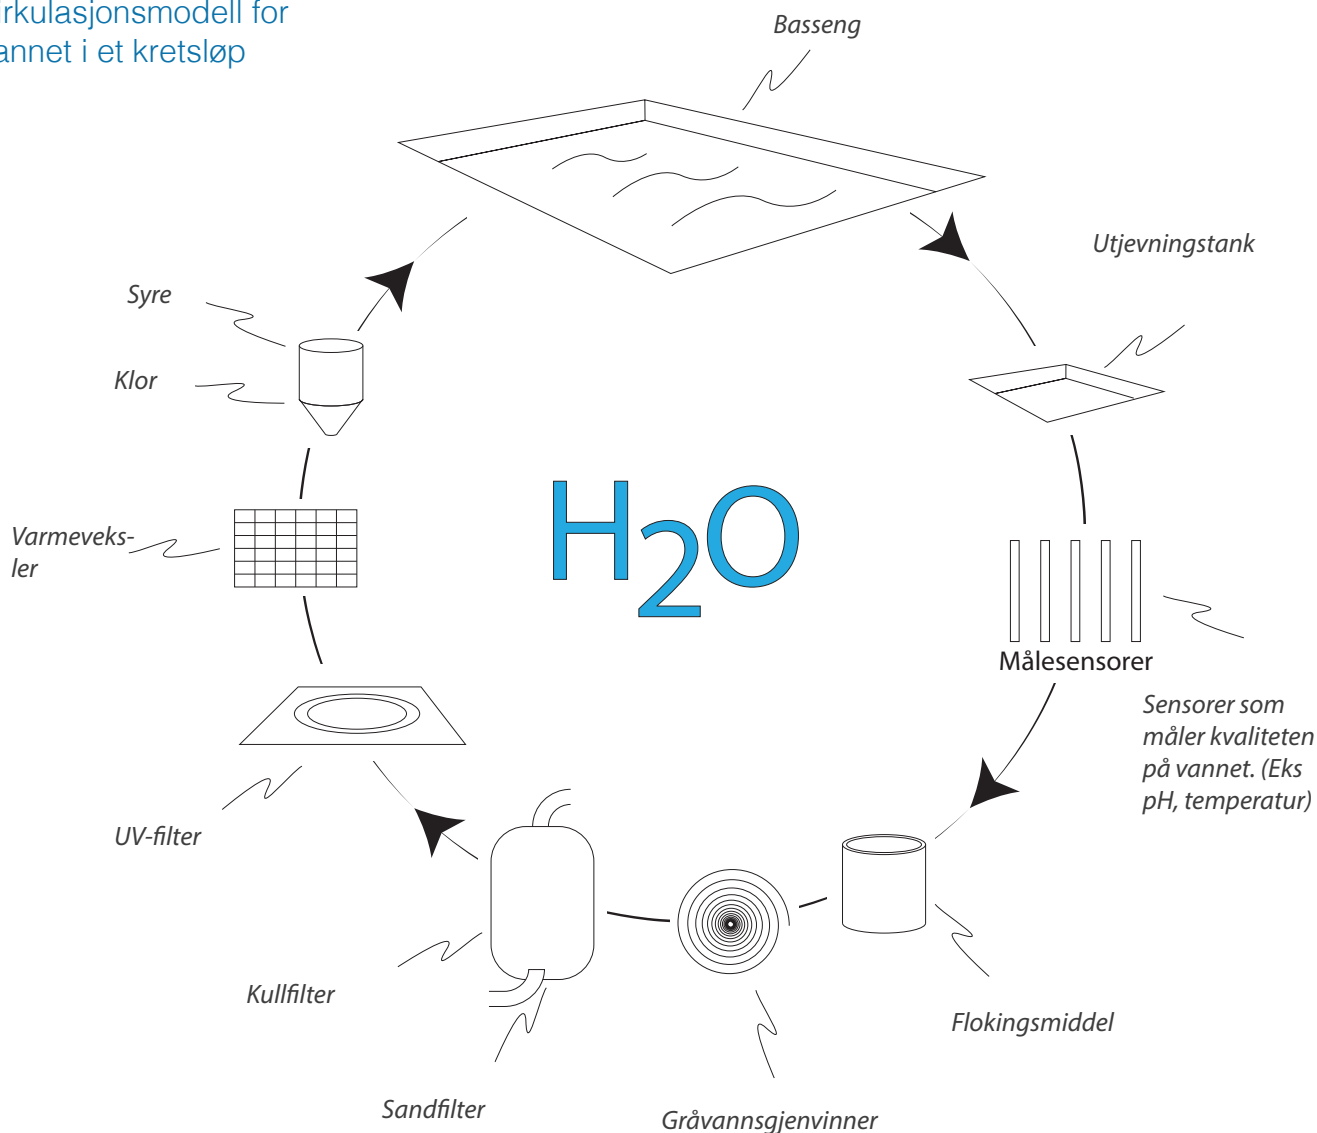 irkulasjonsmodell for
annet i et kretsløp
Basseng
Utjevningstank
Syre
Klor
H2O
Varmeveks-
ler
Målesensorer
Sensorer som
måler kvaliteten
på vannet. (Eks
pH, temperatur)
UV-filter
Kullfilter
Flokingsmiddel
Sandfilter
Gråvannsgjenvinner